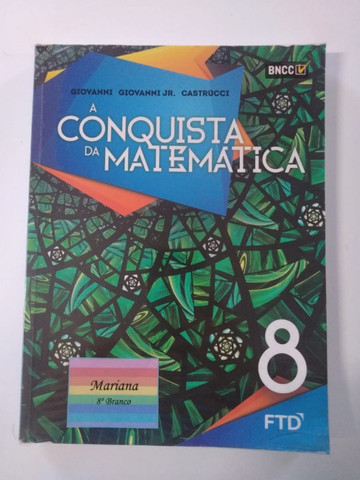 BNCC
GIOVANNI GIOVANNI JR. CASTRUCCI
A
CONQUISTA
DA MATEMÁTICA
8
Mariana
8º Branco
FTD